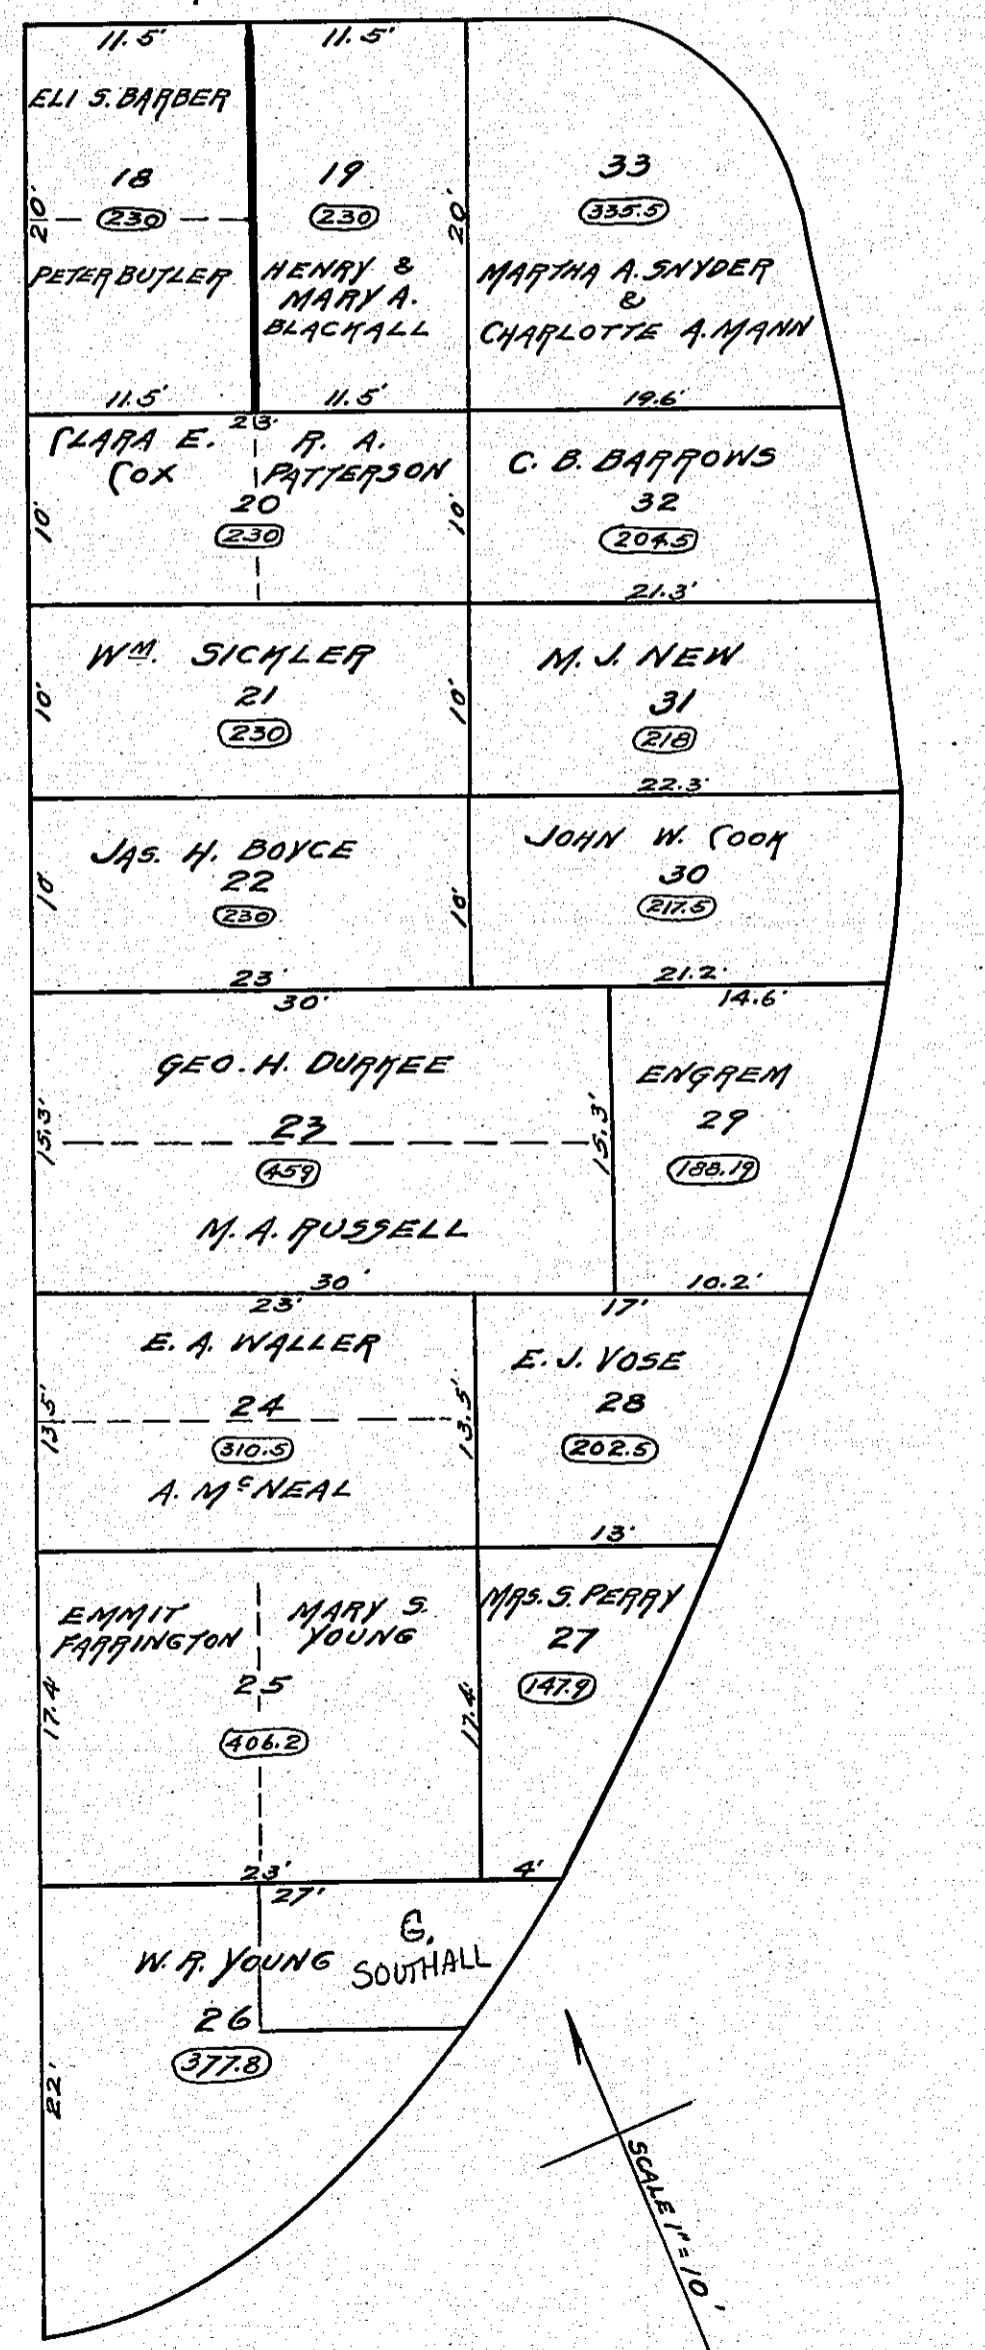 11.5'
ELI S. BARBER
18
230
20'
PETER BUTLER
11.5'
11.5'
19
230
20'
HENRY &
MARY A.
BLACKALL
11.5'
33
335.5
MARTHA A. SNYDER
&
CHARLOTTE A. MANN
19.6'
23'
CLARA E.
COX
R. A.
PATTERSON
20
230
10'
10'
C. B. BARROWS
32
204.5
21.3'
WM. SICKLER
21
230
10'
10'
M. J. NEW
31
218
22.3'
JAS. H. BOYCE
22
230
10'
10'
23'
JOHN W. COOK
30
217.5
21.2'
30'
GEO. H. DURKEE
23
459
15.3'
15.3'
M. A. RUSSELL
30'
14.6'
ENGREM
29
188.19
10.2'
23'
E. A. WALLER
24
310.5
13.5'
13.5'
A. McNEAL
17'
E. J. VOSE
28
202.5
13'
EMMIT
FARRINGTON
MARY S.
YOUNG
25
406.2
17.4'
17.4'
23'
MRS. S. PERRY
27
147.9
4'
27'
W. R. YOUNG
26
377.8
22'
G.
SOUTHALL
SCALE 1" = 10'